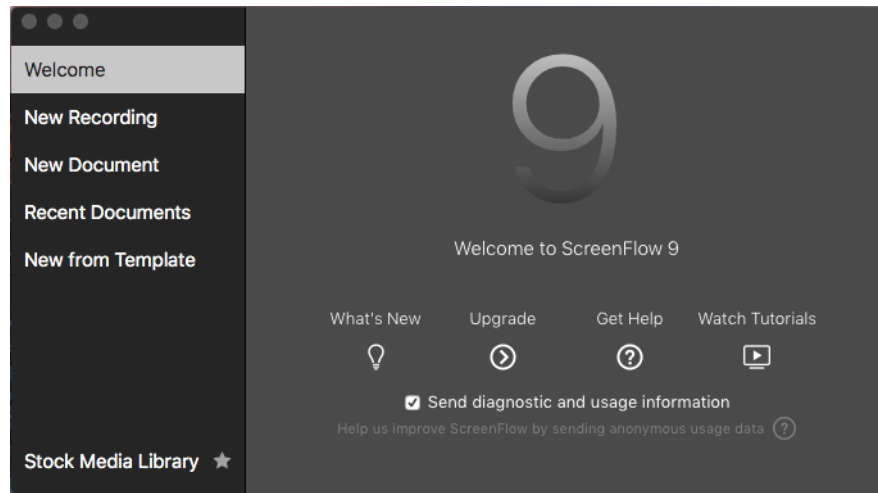 Welcome
New Recording
New Document
Recent Documents
New from Template
Stock Media Library
9
Welcome to ScreenFlow 9
What's New Upgrade Get Help Watch Tutorials
Send diagnostic and usage information
Help us improve ScreenFlow by sending anonymous usage data ?